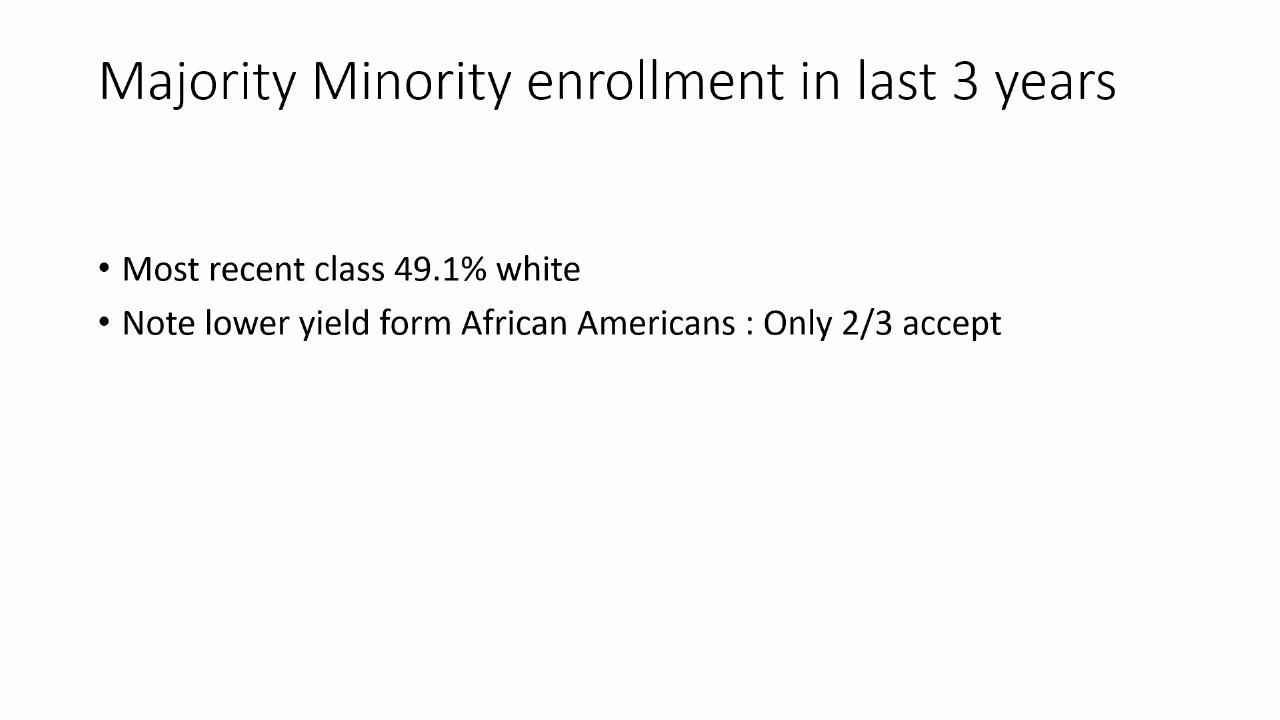 Majority Minority enrollment in last 3 years
• Most recent class 49.1% white
• Note lower yield form African Americans : Only 2/3 accept